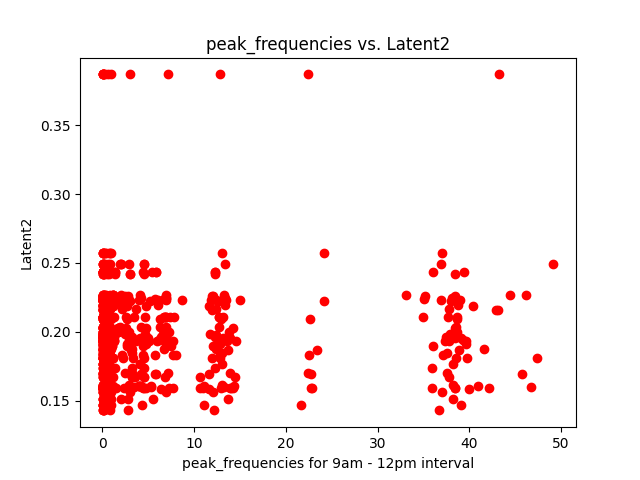 peak_frequencies vs. Latent2
0.35
0.30
0.25
0.20
0.15
Latent2
0 10 20 30 40 50
peak_frequencies for 9am - 12pm interval